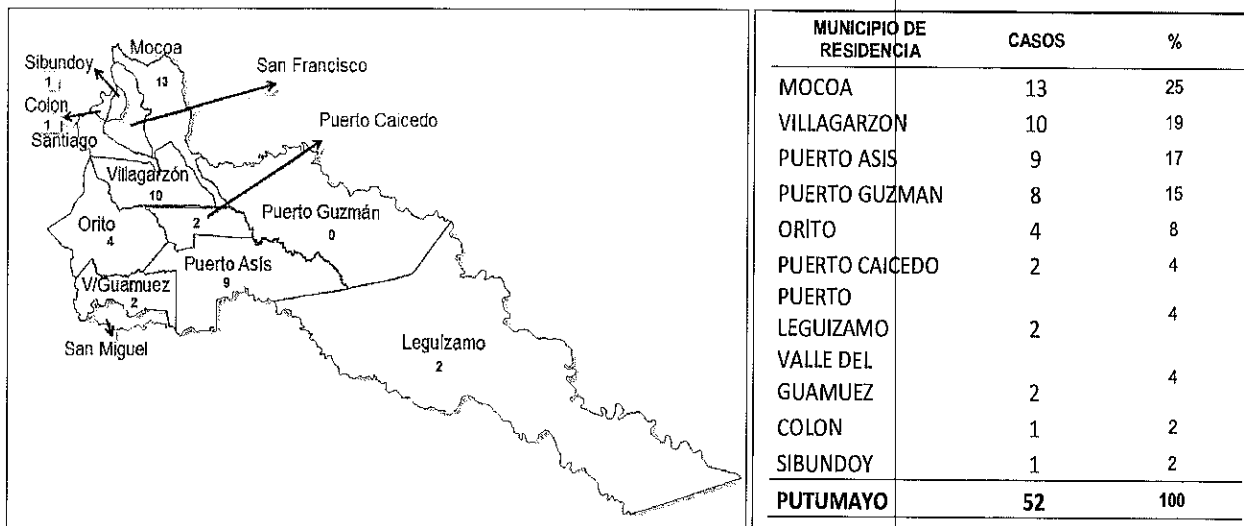 Mocoa
13
Sibundoy
1
San Francisco
Colon
1
Santiago
Puerto Caicedo
Villagarzón
10
Puerto Guzmán
0
Orito
4
2
Puerto Asís
9
V/Guamuez
2
San Miguel
Leguízamo
2
MUNICIPIO DE RESIDENCIA CASOS %
MOCOA 13 25
VILLAGARZON 10 19
PUERTO ASIS 9 17
PUERTO GUZMAN 8 15
ORITO 4 8
PUERTO CAICEDO 2 4
PUERTO
LEGUIZAMO 2 4
VALLE DEL
GUAMUEZ 2 4
COLON 1 2
SIBUNDOY 1 2
PUTUMAYO 52 100